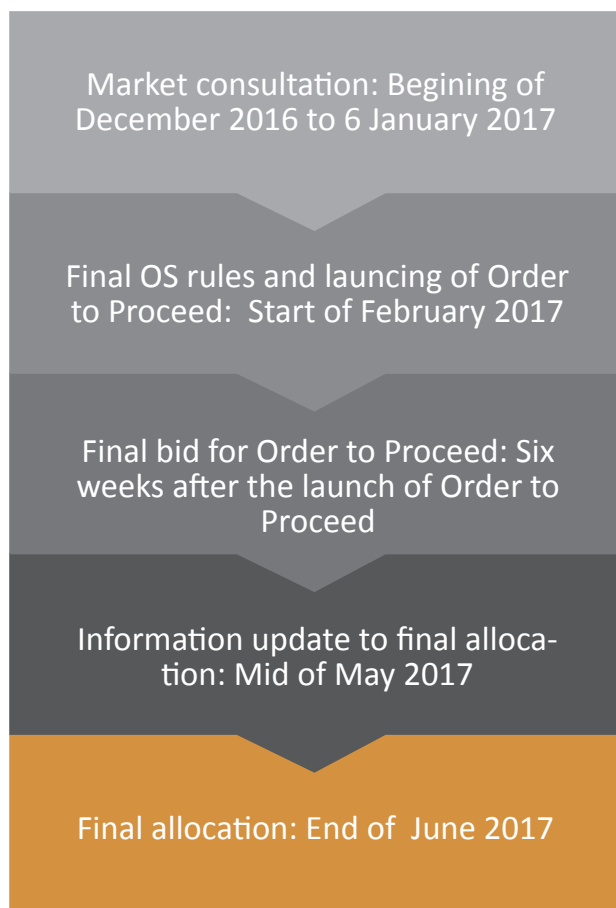 Market consultation: Begining of
December 2016 to 6 January 2017
Final OS rules and launcing of Order
to Proceed:  Start of February 2017
Final bid for Order to Proceed: Six
weeks after the launch of Order to
Proceed
Information update to final alloca-
tion: Mid of May 2017
Final allocation: End of  June 2017